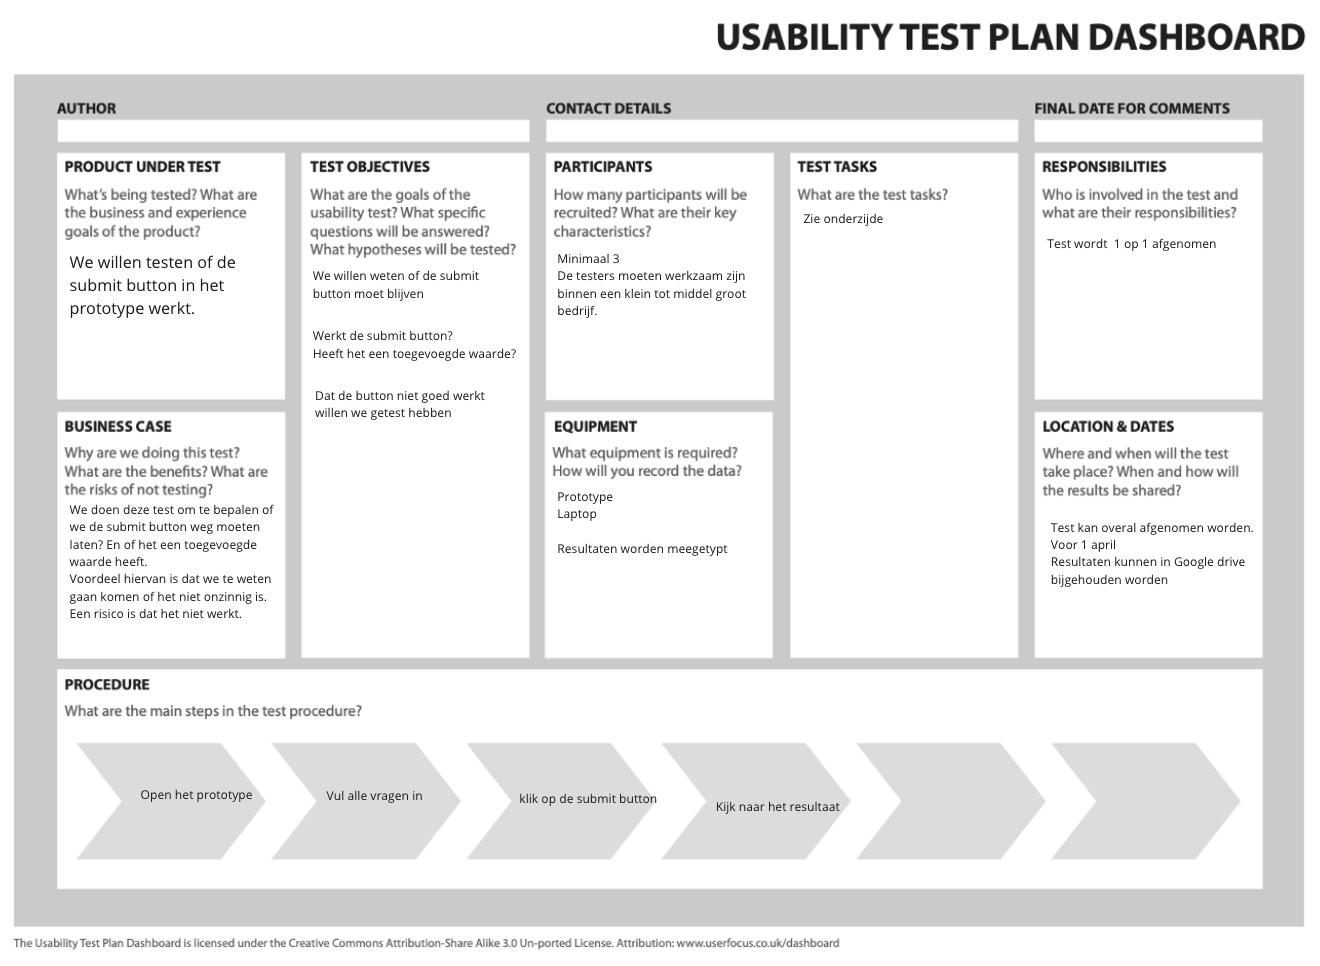 USABILITY TEST PLAN DASHBOARD
AUTHOR
CONTACT DETAILS
FINAL DATE FOR COMMENTS
PRODUCT UNDER TEST
What's being tested? What are
the business and experience
goals of the product?
We willen testen of de
submit button in het
prototype werkt.
BUSINESS CASE
Why are we doing this test?
What are the benefits? What are
the risks of not testing?
We doen deze test om te bepalen of
we de submit button weg moeten
laten? En of het een toegevoegde
waarde heeft.
Voordeel hiervan is dat we te weten
gaan komen of het niet onzinnig is.
Een risico is dat het niet werkt.
TEST OBJECTIVES
What are the goals of the
usability test? What specific
questions will be answered?
What hypotheses will be tested?
We willen weten of de submit
button moet blijven
Werkt de submit button?
Heeft het een toegevoegde waarde?
Dat de button niet goed werkt
willen we getest hebben
PARTICIPANTS
How many participants will be
recruited? What are their key
characteristics?
Minimaal 3
De testers moeten werkzaam zijn
binnen een klein tot middel groot
bedrijf.
EQUIPMENT
What equipment is required?
How will you record the data?
Prototype
Laptop
Resultaten worden meegetypt
TEST TASKS
What are the test tasks?
Zie onderzijde
RESPONSIBILITIES
Who is involved in the test and
what are their responsibilities?
Test wordt 1 op 1 afgenomen
LOCATION & DATES
Where and when will the test
take place? When and how will
the results be shared?
Test kan overal afgenomen worden.
Voor 1 april
Resultaten kunnen in Google drive
bijgehouden worden
PROCEDURE
What are the main steps in the test procedure?
Open het prototype
Vul alle vragen in
klik op de submit button
Kijk naar het resultaat
The Usability Test Plan Dashboard is licensed under the Creative Commons Attribution-Share Alike 3.0 Un-ported License. Attribution: www.userfocus.co.uk/dashboard